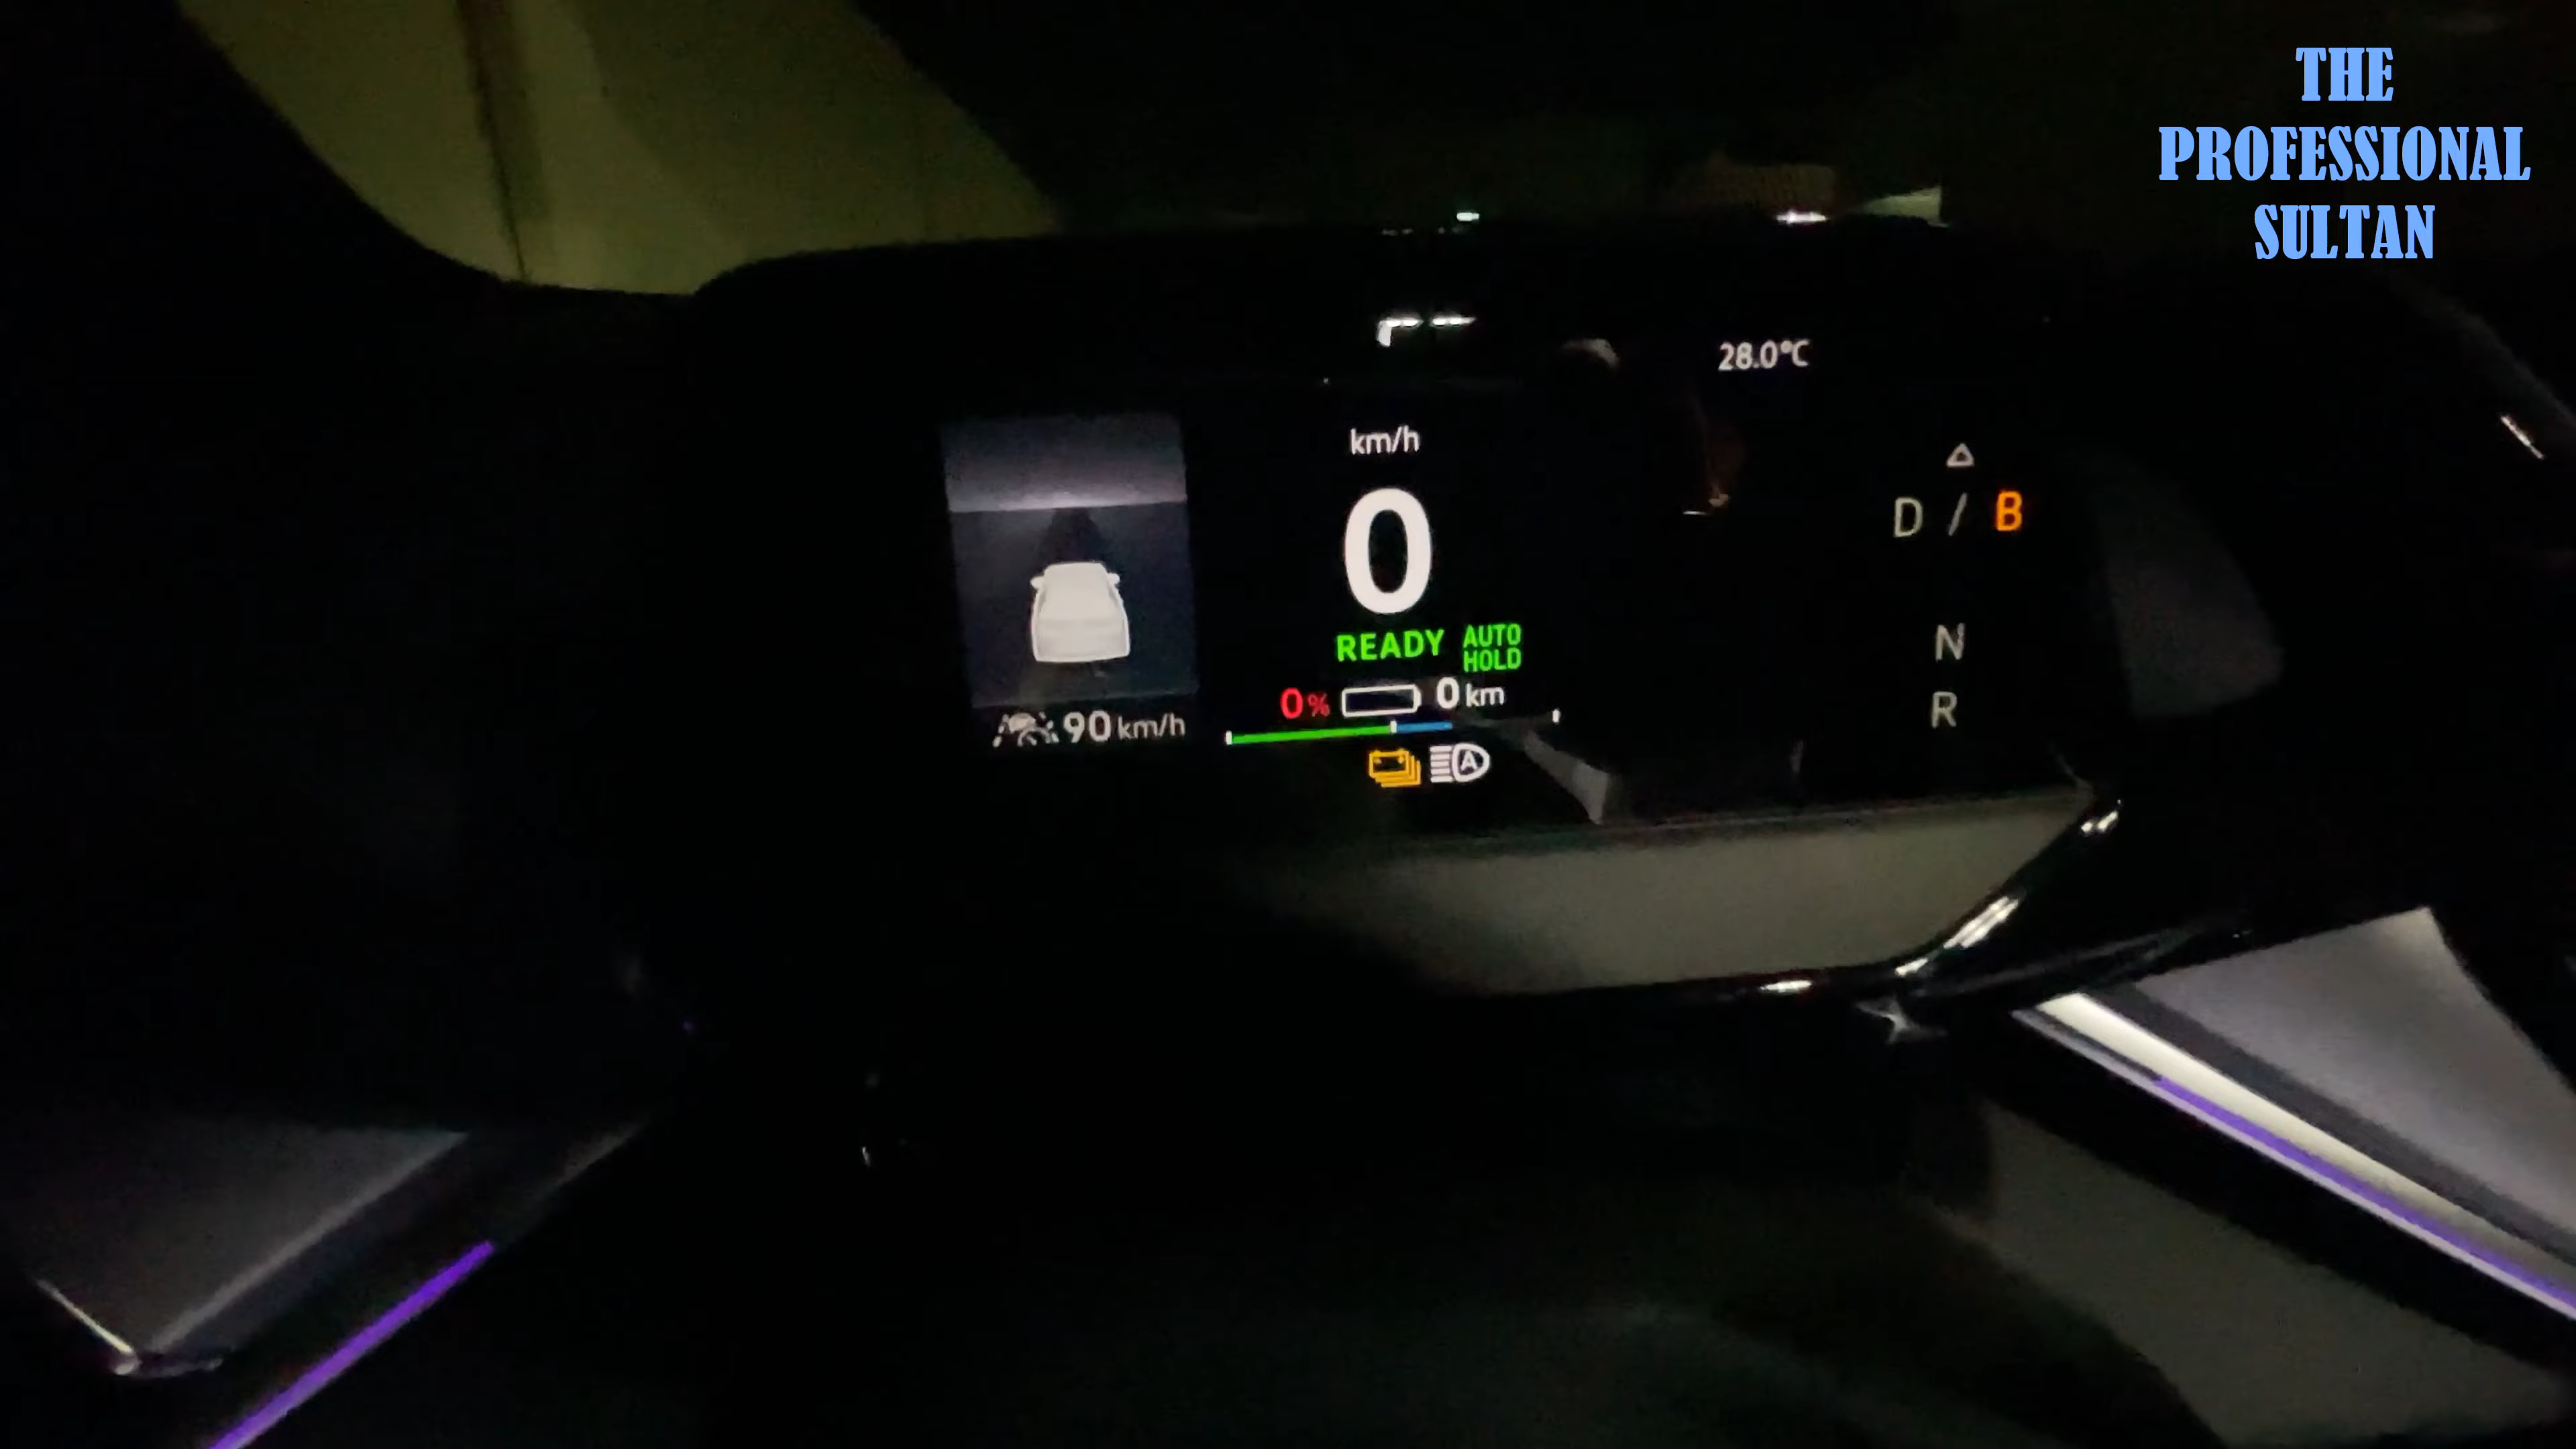 THE
PROFESSIONAL
SULTAN
28.0°C
km/h
0
D / B
READY AUTO HOLD
N
0% 0 km
R
90 km/h
A